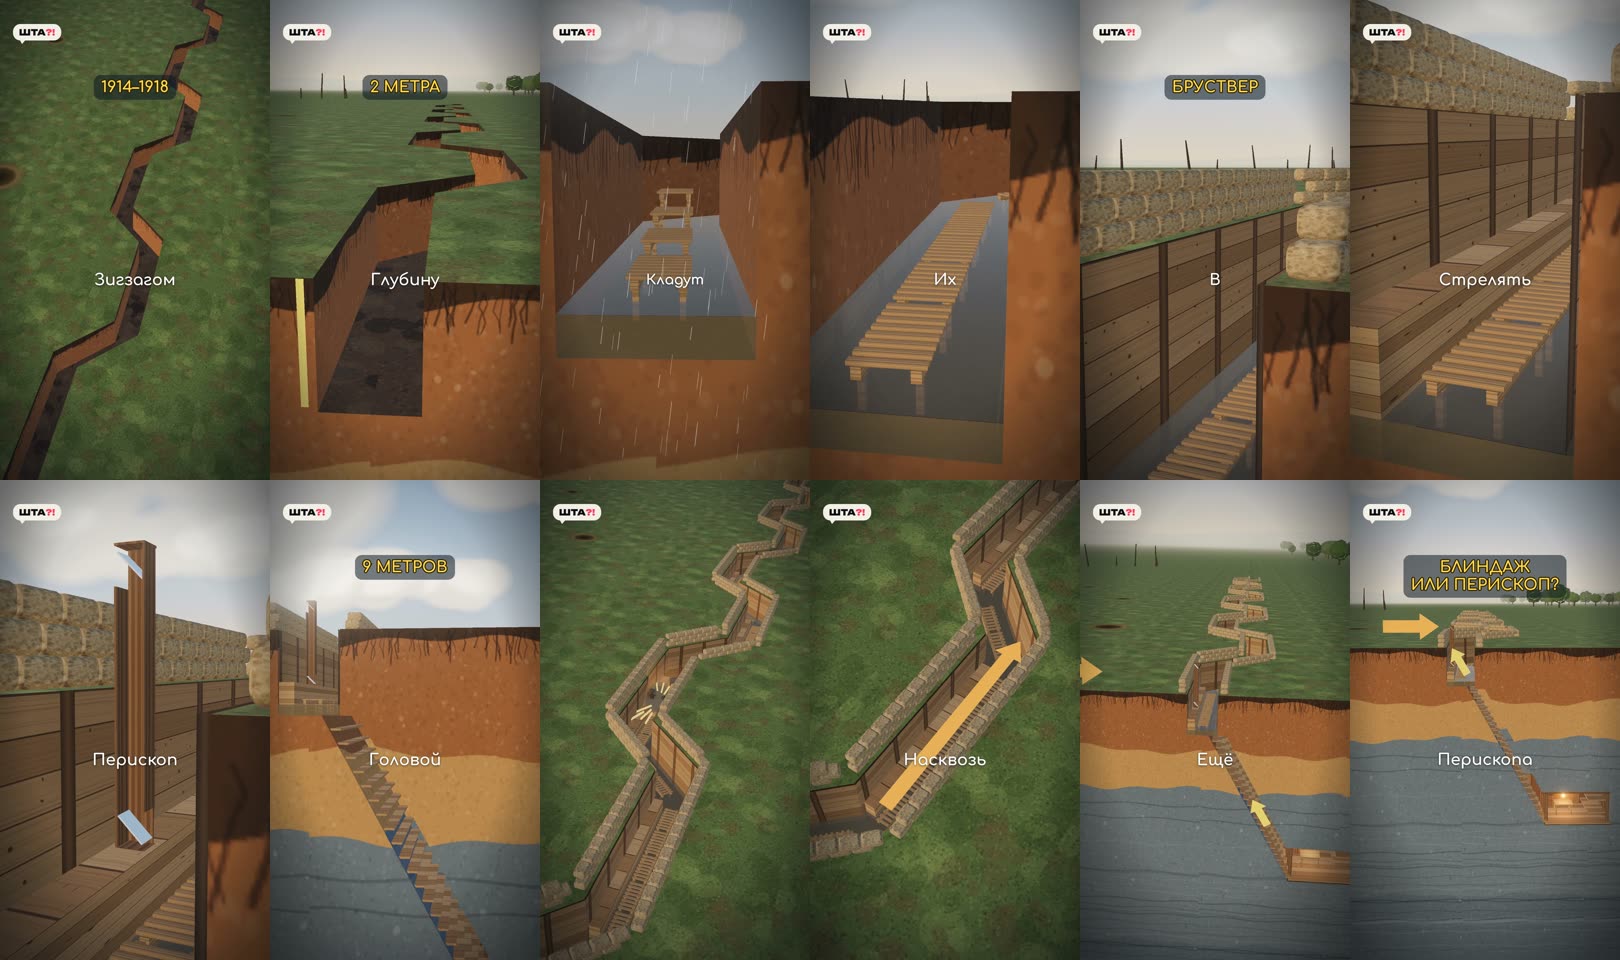 ШТА?!
1914–1918
Зигзагом
ШТА?!
2 МЕТРА
Глубину
ШТА?!
Кладут
ШТА?!
Их
ШТА?!
БРУСТВЕР
В
ШТА?!
Стрелять
ШТА?!
Перископ
ШТА?!
9 МЕТРОВ
Головой
ШТА?!
ШТА?!
Насквозь
ШТА?!
Ещё
ШТА?!
БЛИНДАЖ
ИЛИ ПЕРИСКОП?
Перископа